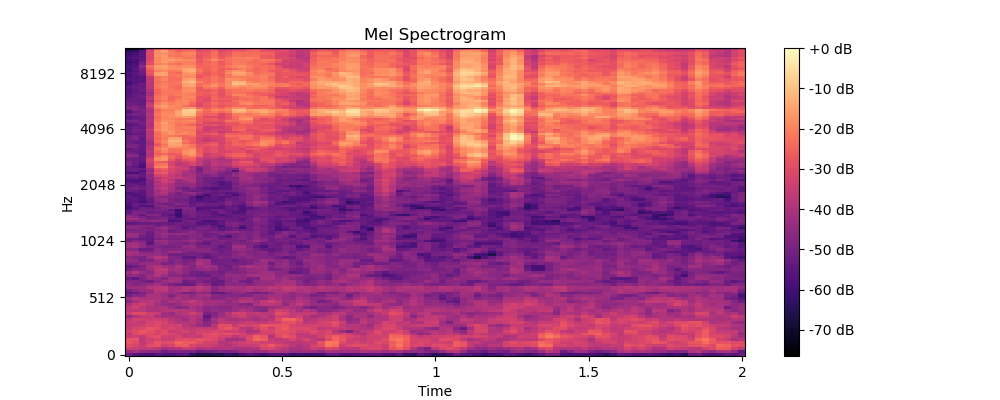 Mel Spectrogram
Hz
8192
4096
2048
1024
512
0
0
0.5
1
1.5
2
Time
+0 dB
-10 dB
-20 dB
-30 dB
-40 dB
-50 dB
-60 dB
-70 dB